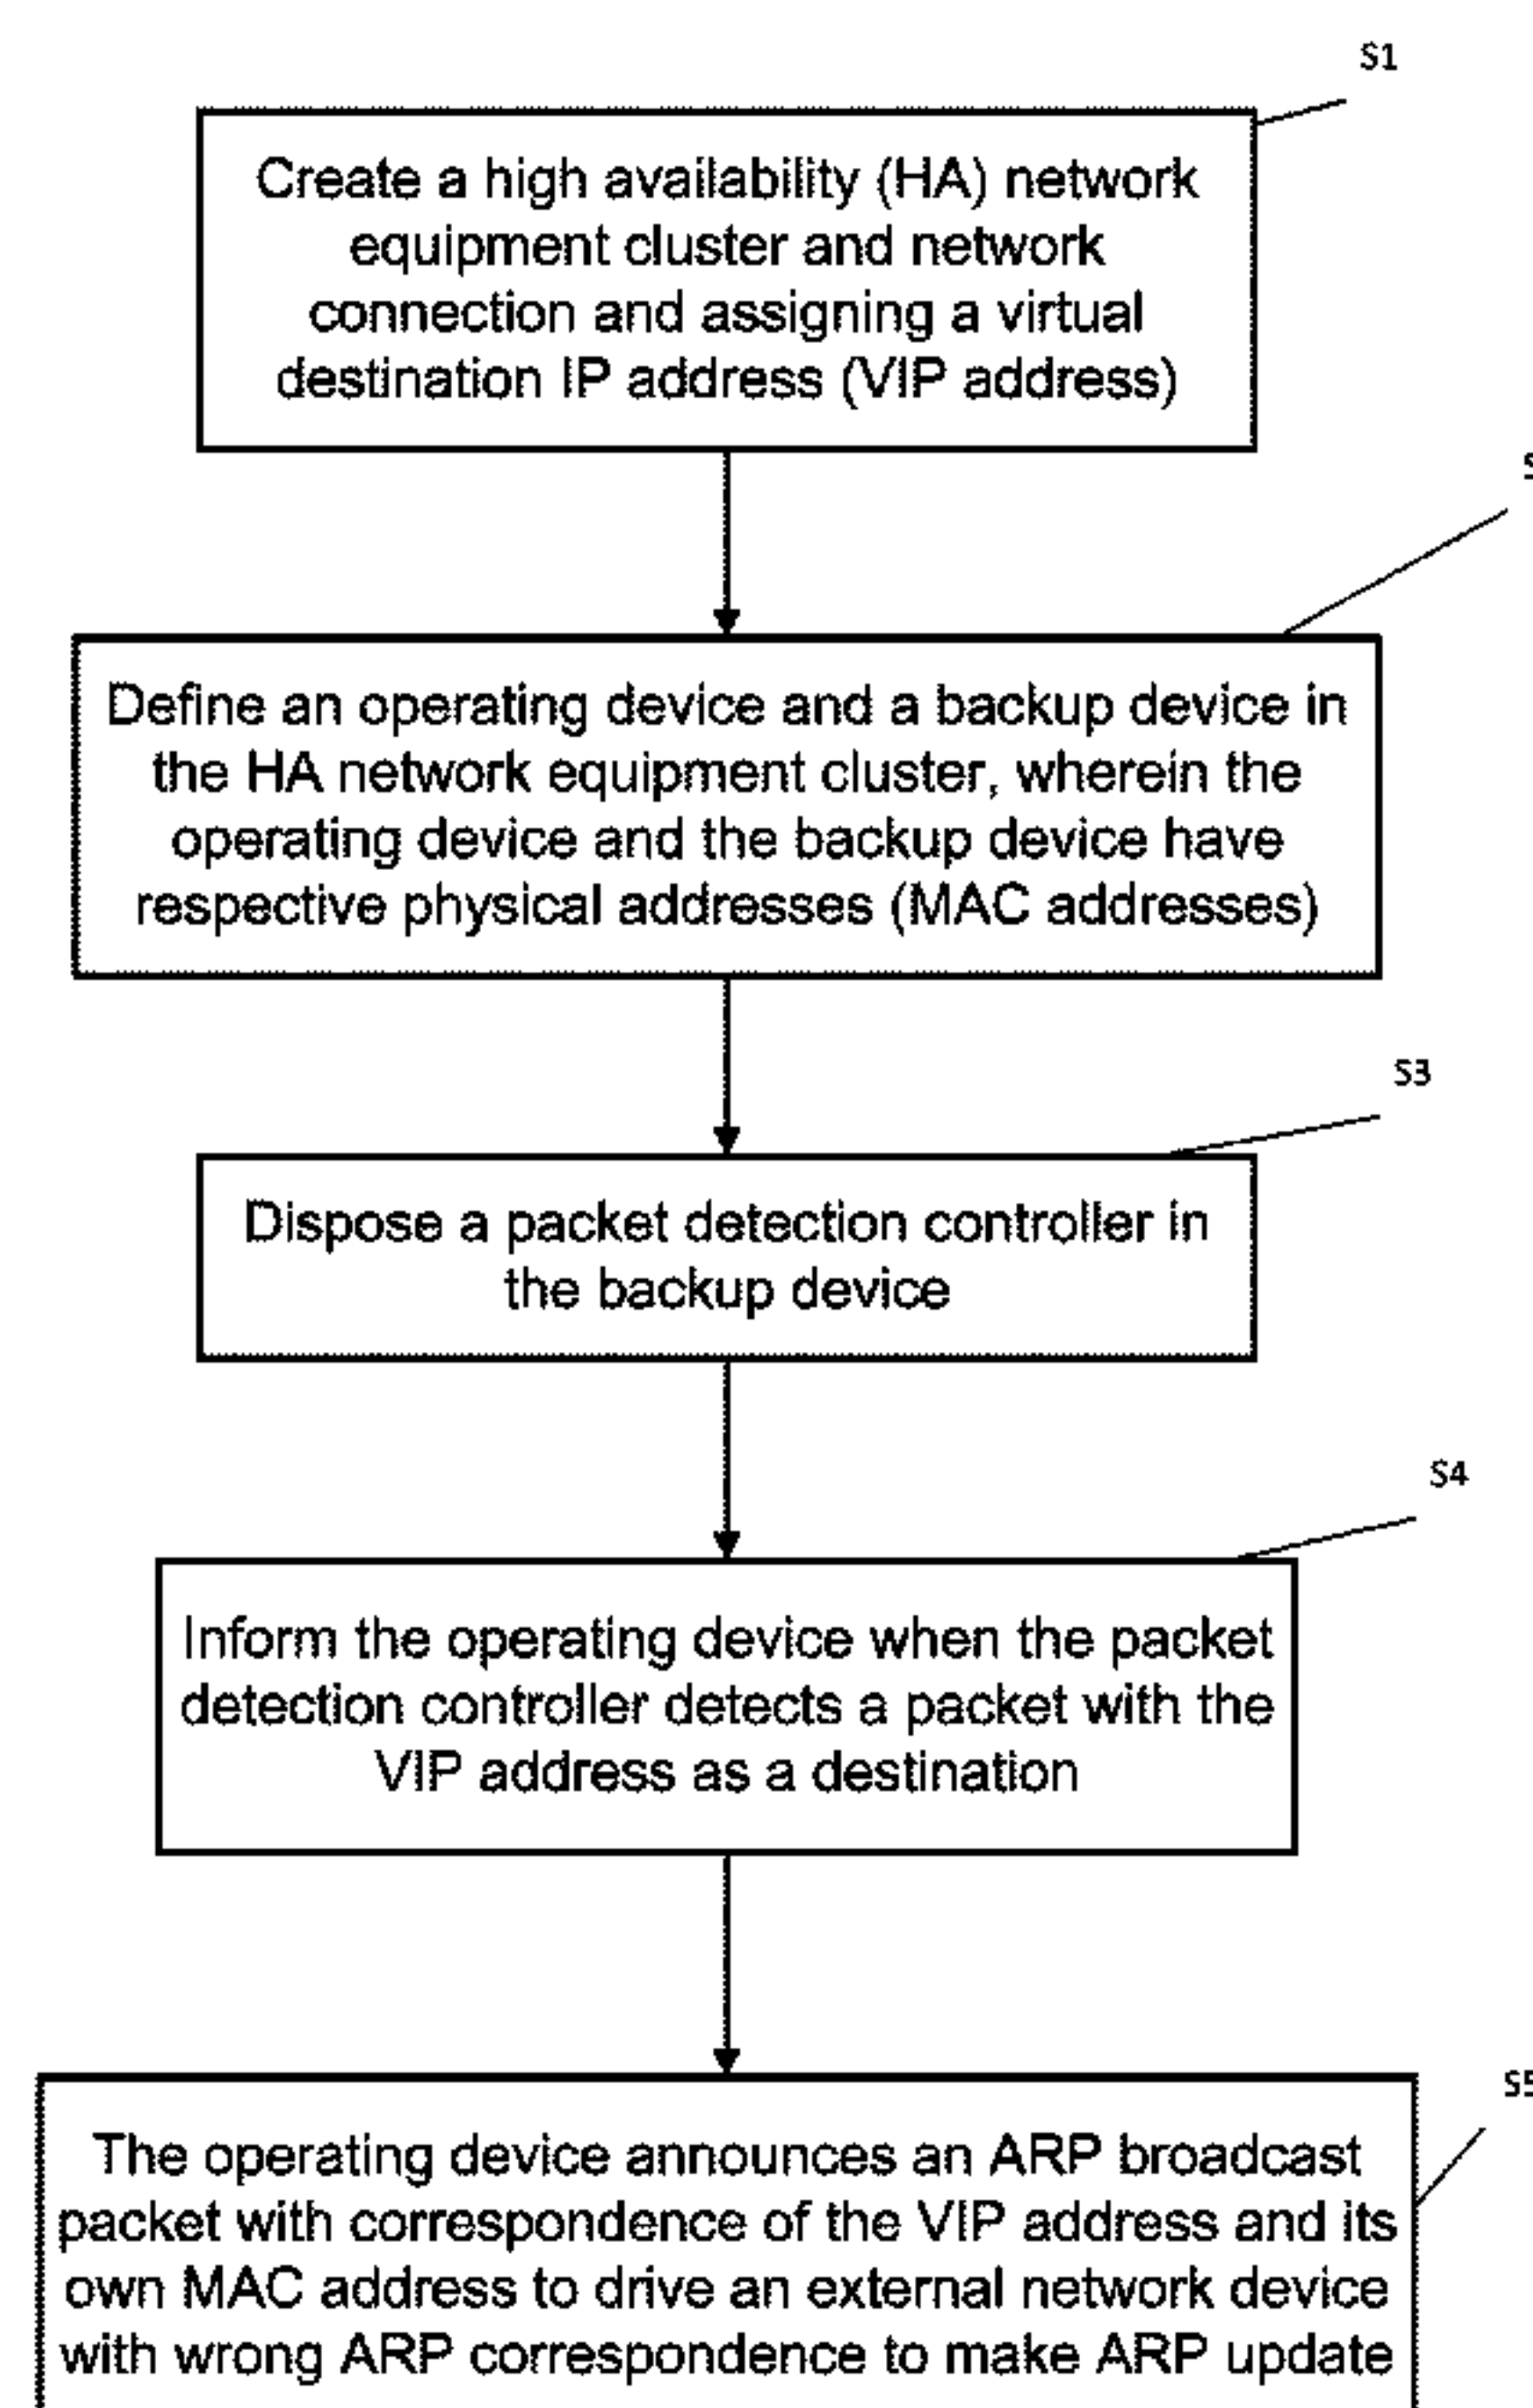 S1
Create a high availability (HA) network
equipment cluster and network
connection and assigning a virtual
destination IP address (VIP address)
Define an operating device and a backup device in
the HA network equipment cluster, wherein the
operating device and the backup device have
respective physical addresses (MAC addresses)
S3
Dispose a packet detection controller in
the backup device
S4
Inform the operating device when the packet
detection controller detects a packet with the
VIP address as a destination
S5
The operating device announces an ARP broadcast
packet with correspondence of the VIP address and its
own MAC address to drive an external network device
with wrong ARP correspondence to make ARP update